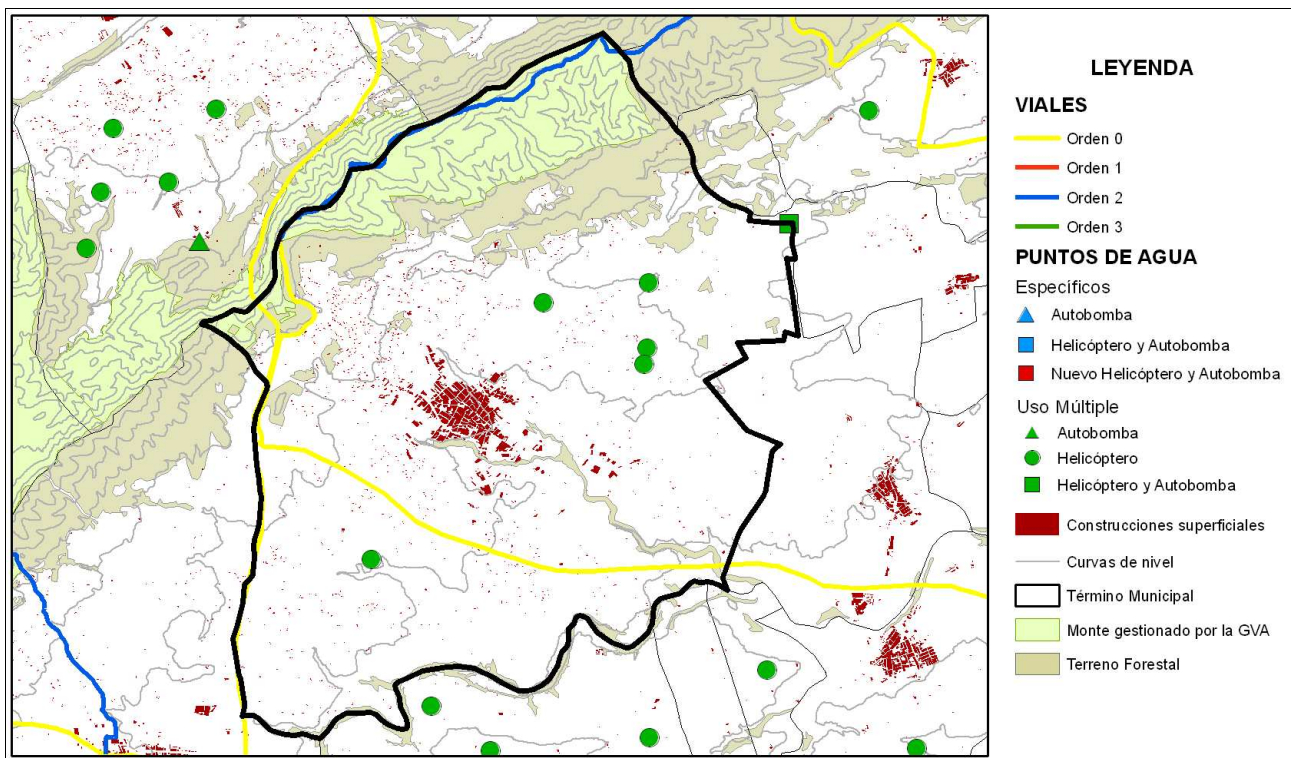 LEYENDA
VIALES
Orden 0
Orden 1
Orden 2
Orden 3
PUNTOS DE AGUA
Específicos
Autobomba
Helicóptero y Autobomba
Nuevo Helicóptero y Autobomba
Uso Múltiple
Autobomba
Helicóptero
Helicóptero y Autobomba
Construcciones superficiales
Curvas de nivel
Término Municipal
Monte gestionado por la GVA
Terreno Forestal